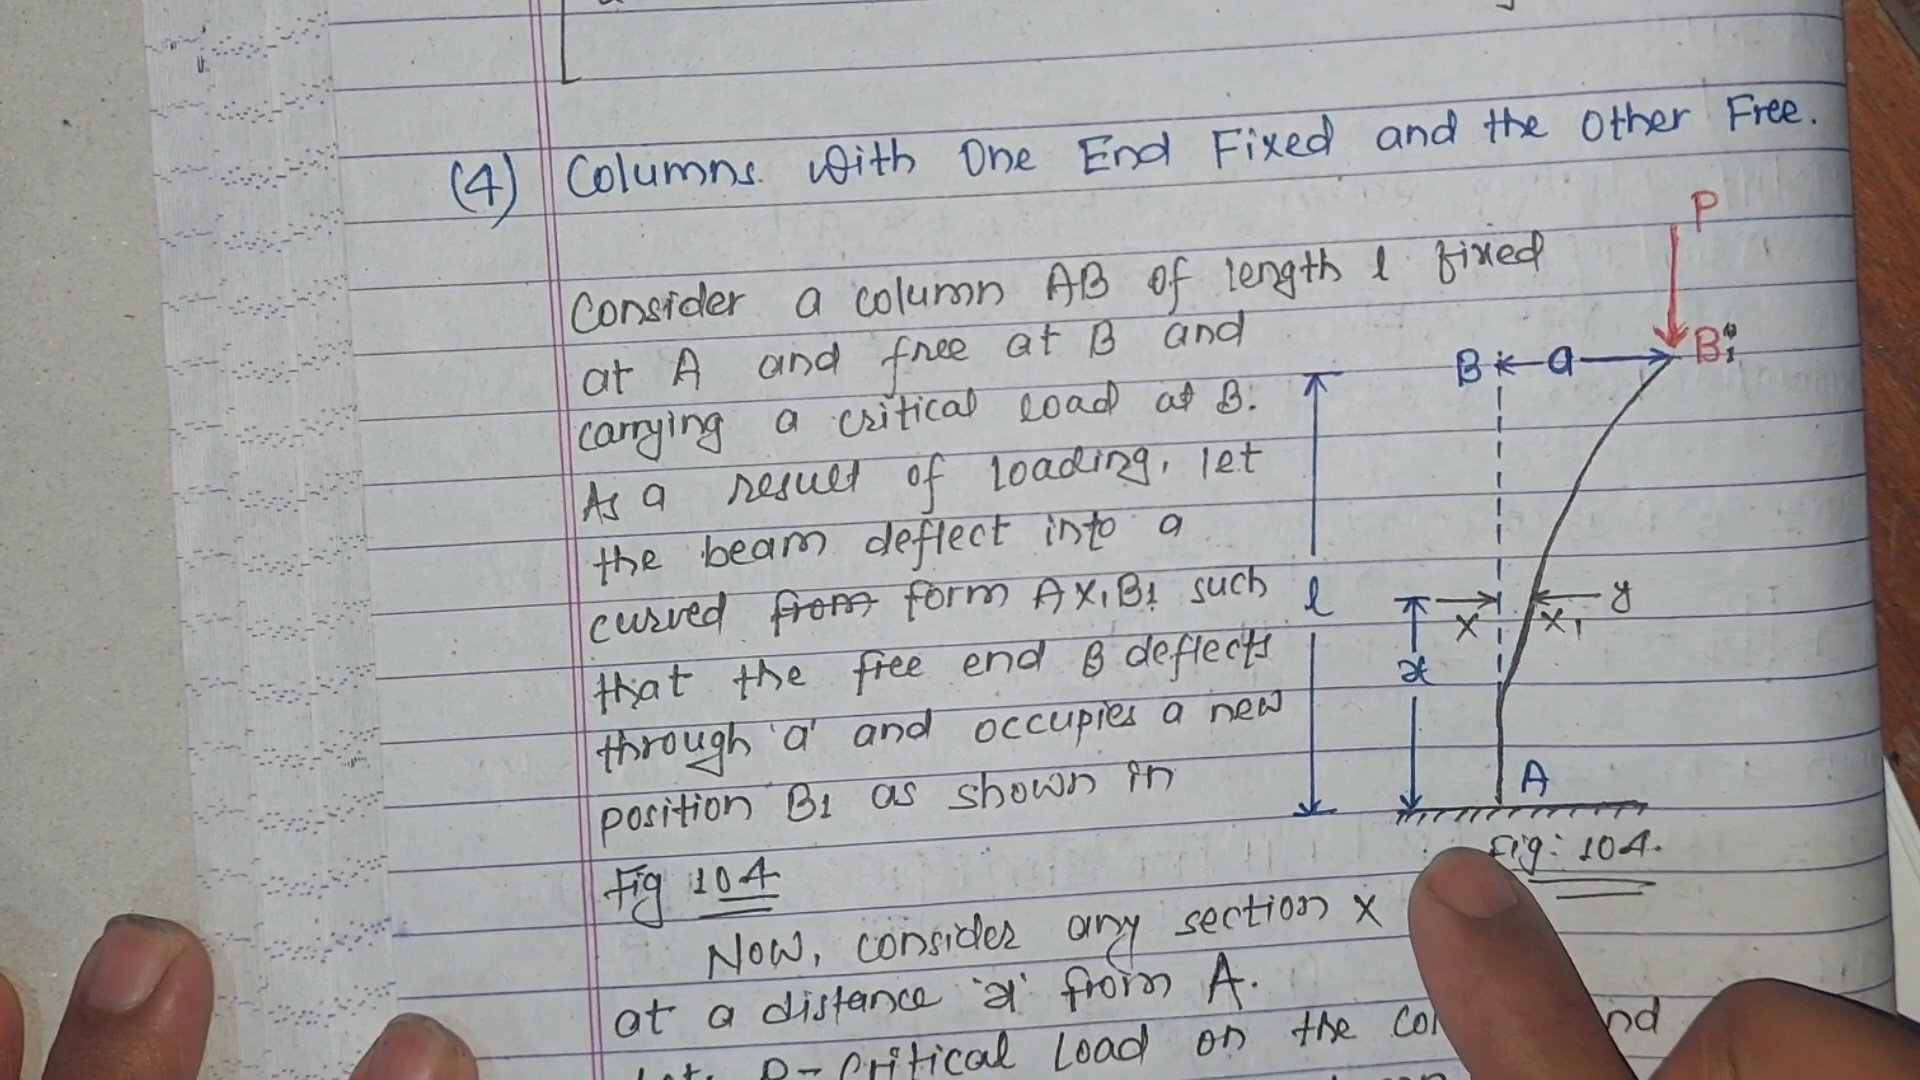 (4) Columns. With One End Fixed and the Other Free.
Consider a column AB of length l fixed
at A and free at B and
carrying a critical load at B.
As a result of loading, let
the beam deflect into a
curved from form AX₁B₁ such
that the free end B deflects
through 'a' and occupies a new
position B1 as shown in
Fig 104
Now, consider any section X
at a distance 'x' from A.
P- Critical Load on the
P
B a B₁
l
X X₁ y
x
A
Fig: 104.